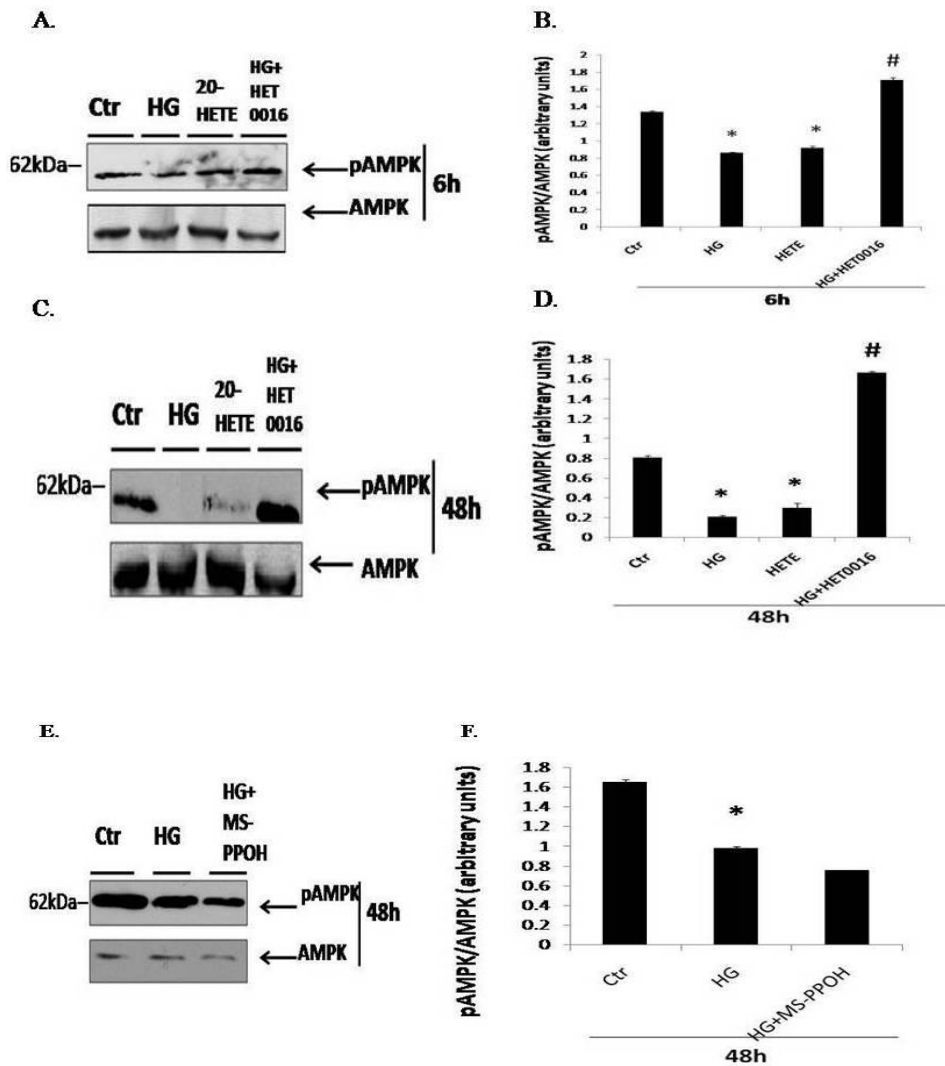 A.
Ctr HG 20-HETE HG+HET0016
62kDa
pAMPK
AMPK
6h
B.
pAMPK/AMPK (arbitrary units)
2
1.8
1.6
1.4
1.2
1
0.8
0.6
0.4
0.2
0
*
*
#
Ctr
HG
HETE
HG+HET0016
6h
C.
Ctr HG 20-HETE HG+HET0016
62kDa
pAMPK
AMPK
48h
D.
pAMPK/AMPK (arbitrary units)
1.8
1.6
1.4
1.2
1
0.8
0.6
0.4
0.2
0
*
*
#
Ctr
HG
HETE
HG+HET0016
48h
E.
Ctr HG HG+MS-PPOH
62kDa
pAMPK
AMPK
48h
F.
pAMPK/AMPK (arbitrary units)
1.8
1.6
1.4
1.2
1
0.8
0.6
0.4
0.2
0
*
Ctr
HG
HG+MS-PPOH
48h